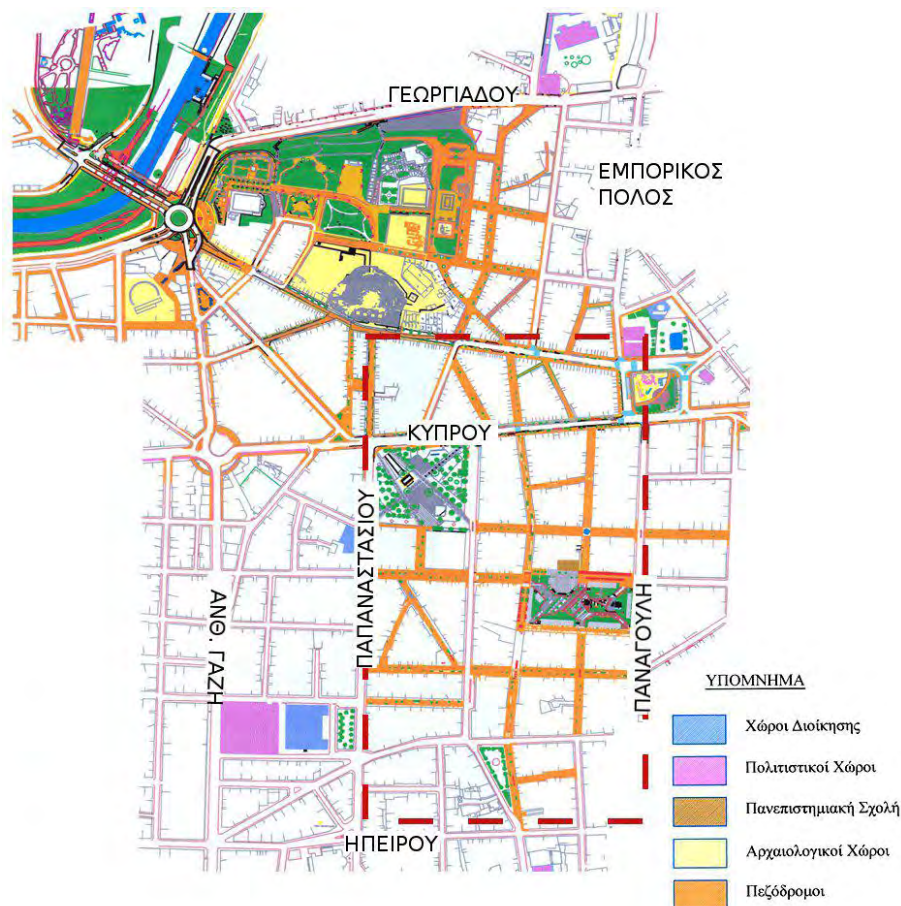 ΓΕΩΡΓΙΑΔΟΥ
ΕΜΠΟΡΙΚΟΣ
ΠΟΛΟΣ
ΚΥΠΡΟΥ
ΠΑΠΑΝΑΣΤΑΣΙΟΥ
ΑΝΘ. ΓΑΖΗ
ΠΑΝΑΓΟΥΛΗ
ΗΠΕΙΡΟΥ
ΥΠΟΜΝΗΜΑ
Χώροι Διοίκησης
Πολιτιστικοί Χώροι
Πανεπιστημιακή Σχολή
Αρχαιολογικοί Χώροι
Πεζόδρομοι